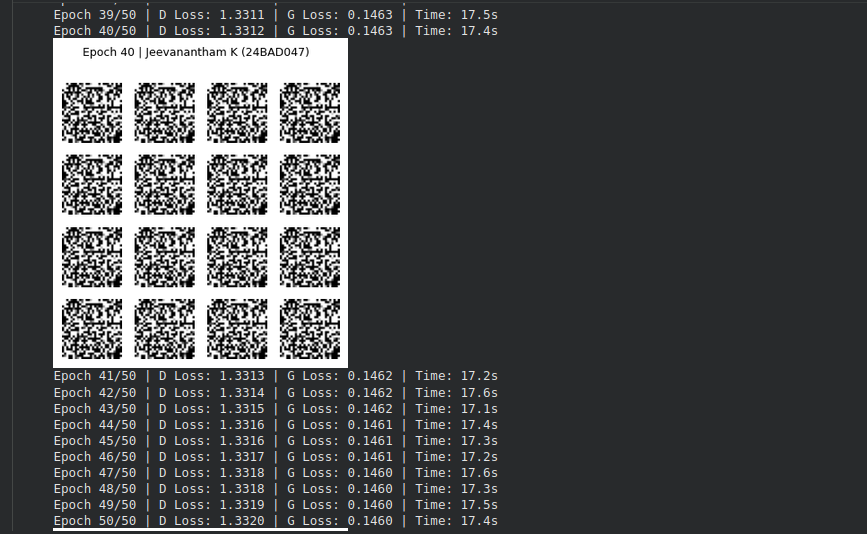 Epoch 39/50 | D Loss: 1.3311 | G Loss: 0.1463 | Time: 17.5s
Epoch 40/50 | D Loss: 1.3312 | G Loss: 0.1463 | Time: 17.4s
Epoch 40 | Jeevanantham K (24BAD047)
Epoch 41/50 | D Loss: 1.3313 | G Loss: 0.1462 | Time: 17.2s
Epoch 42/50 | D Loss: 1.3314 | G Loss: 0.1462 | Time: 17.6s
Epoch 43/50 | D Loss: 1.3315 | G Loss: 0.1462 | Time: 17.1s
Epoch 44/50 | D Loss: 1.3316 | G Loss: 0.1461 | Time: 17.4s
Epoch 45/50 | D Loss: 1.3316 | G Loss: 0.1461 | Time: 17.3s
Epoch 46/50 | D Loss: 1.3317 | G Loss: 0.1461 | Time: 17.2s
Epoch 47/50 | D Loss: 1.3318 | G Loss: 0.1460 | Time: 17.6s
Epoch 48/50 | D Loss: 1.3318 | G Loss: 0.1460 | Time: 17.3s
Epoch 49/50 | D Loss: 1.3319 | G Loss: 0.1460 | Time: 17.5s
Epoch 50/50 | D Loss: 1.3320 | G Loss: 0.1460 | Time: 17.4s